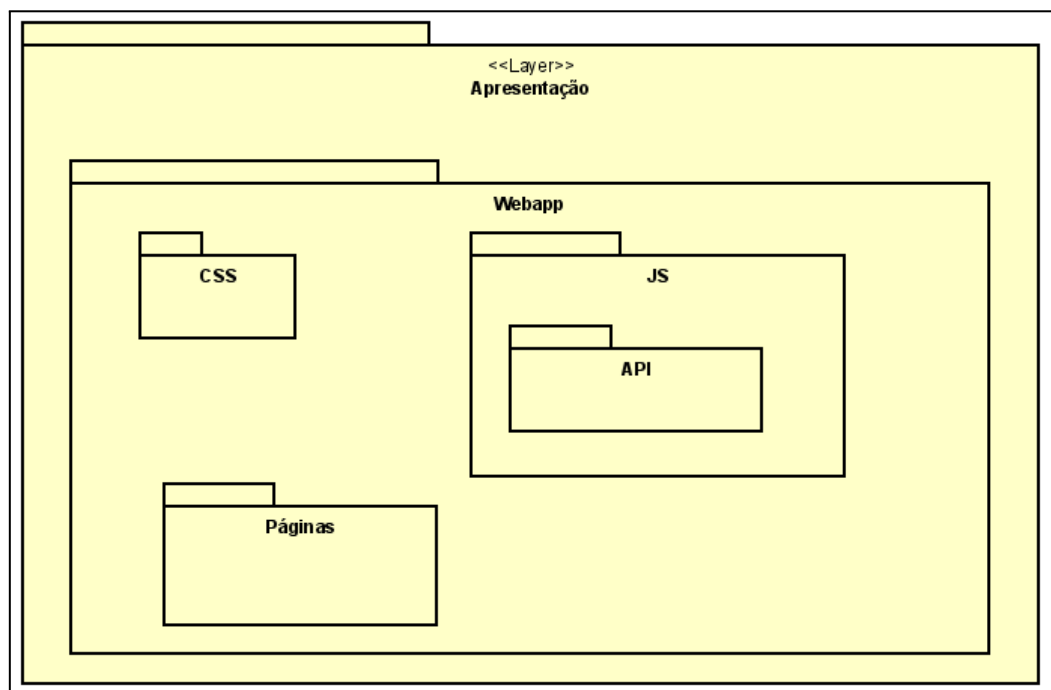 <<Layer>>
Apresentação
Webapp
CSS
JS
API
Páginas